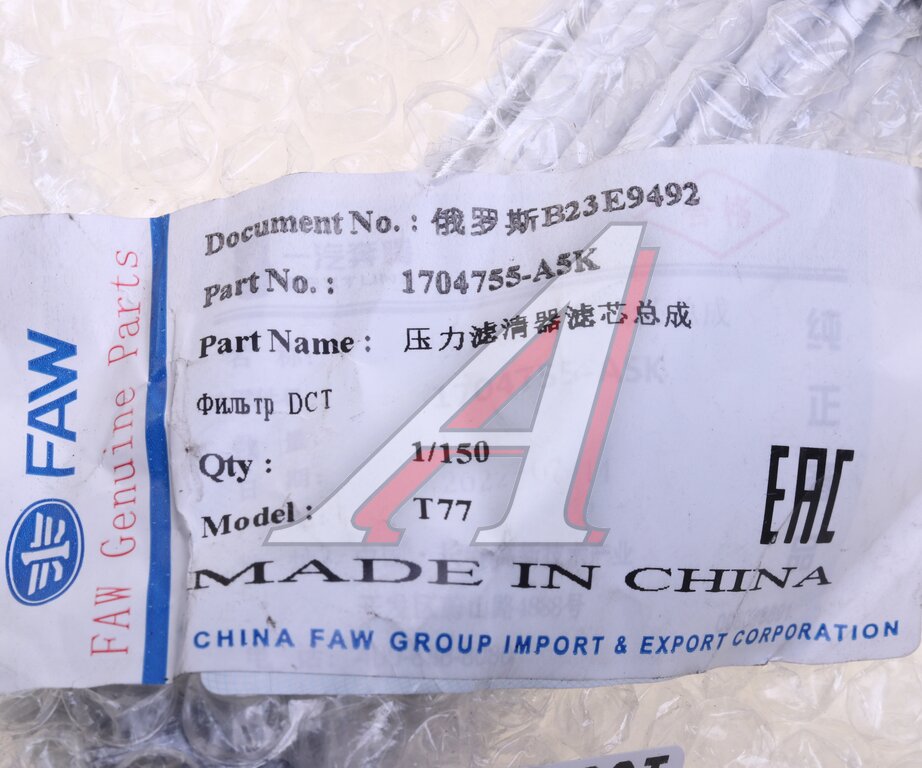 FAW
FAW Genuine Parts
Document No. : 俄罗斯B23E9492
Part No. : 1704755-A5K
Part Name : 压力滤清器滤芯总成
Фильтр DCT
Qty : 1/150
Model : T77
EAC
MADE IN CHINA
CHINA FAW GROUP IMPORT & EXPORT CORPORATION